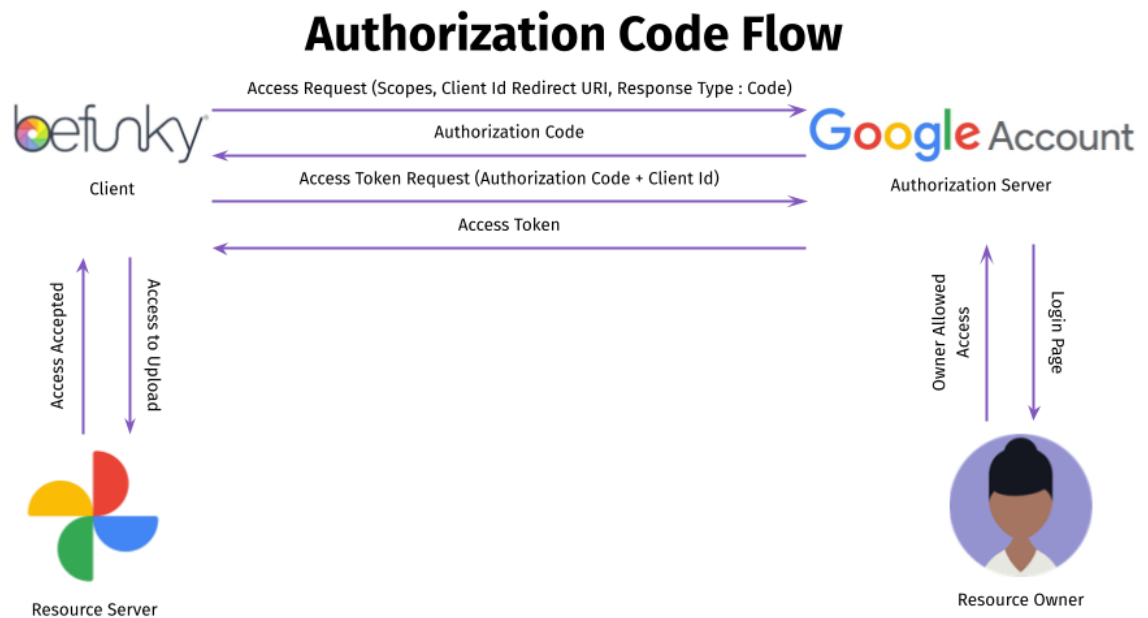 Authorization Code Flow
Access Request (Scopes, Client Id Redirect URI, Response Type : Code)
befunky
Google Account
Authorization Code
Client
Access Token Request (Authorization Code + Client Id)
Authorization Server
Access Token
Access Accepted
Access to Upload
Owner Allowed
Access
Login Page
Resource Server
Resource Owner